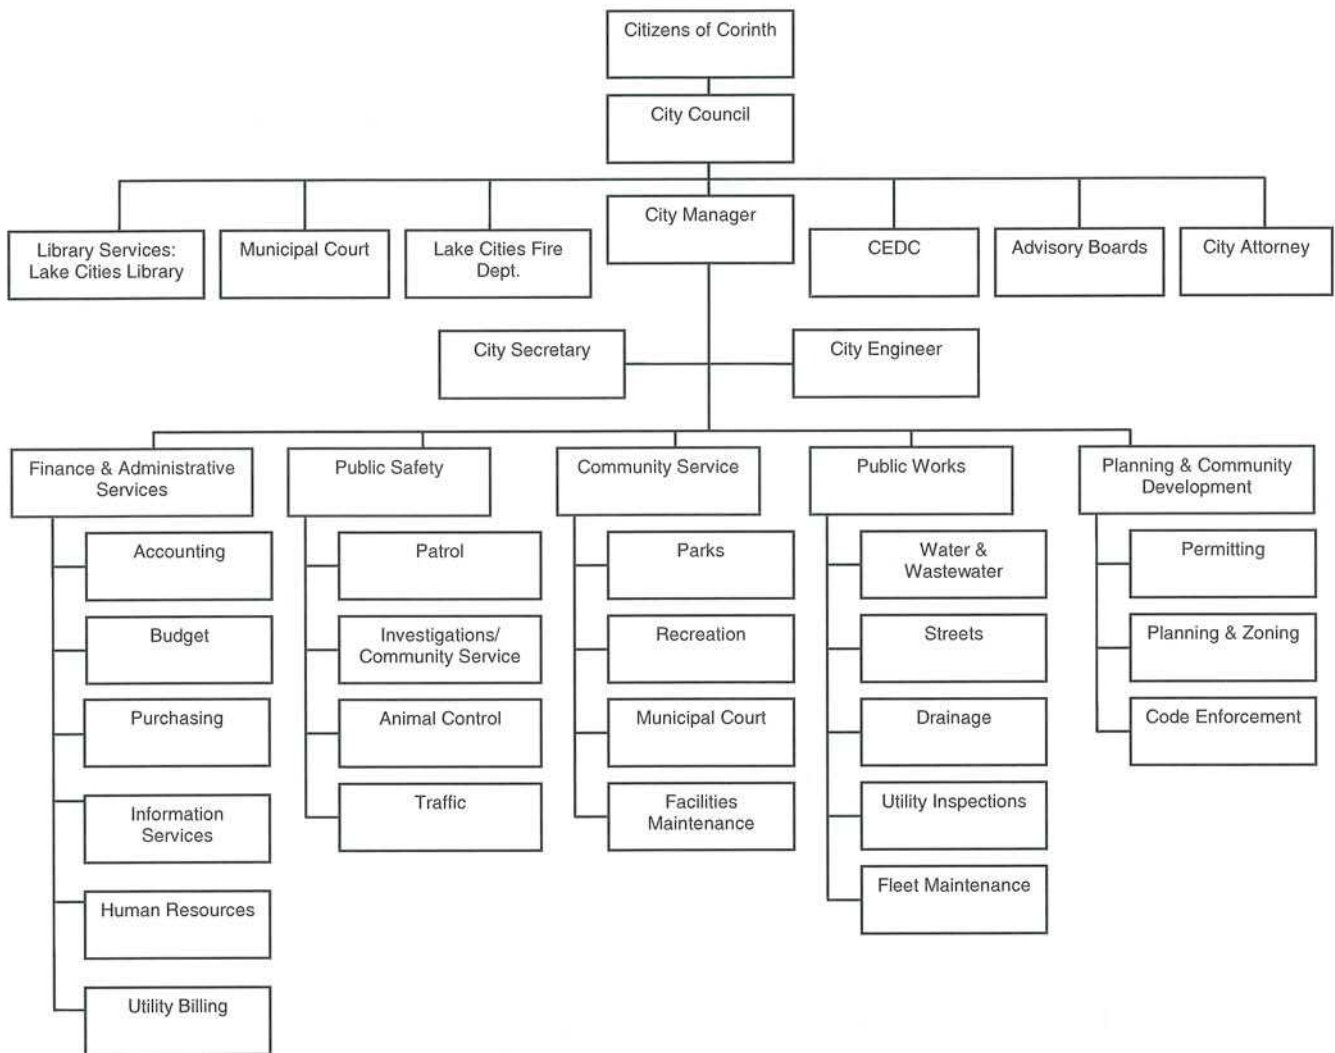 Citizens of Corinth
City Council
City Manager
Library Services:
Lake Cities Library
Municipal Court
Lake Cities Fire
Dept.
CEDC
Advisory Boards
City Attorney
City Secretary
City Engineer
Finance & Administrative
Services
Public Safety
Community Service
Public Works
Planning & Community
Development
Accounting
Budget
Purchasing
Information
Services
Human Resources
Utility Billing
Patrol
Investigations/
Community Service
Animal Control
Traffic
Parks
Recreation
Municipal Court
Facilities
Maintenance
Water &
Wastewater
Streets
Drainage
Utility Inspections
Fleet Maintenance
Permitting
Planning & Zoning
Code Enforcement